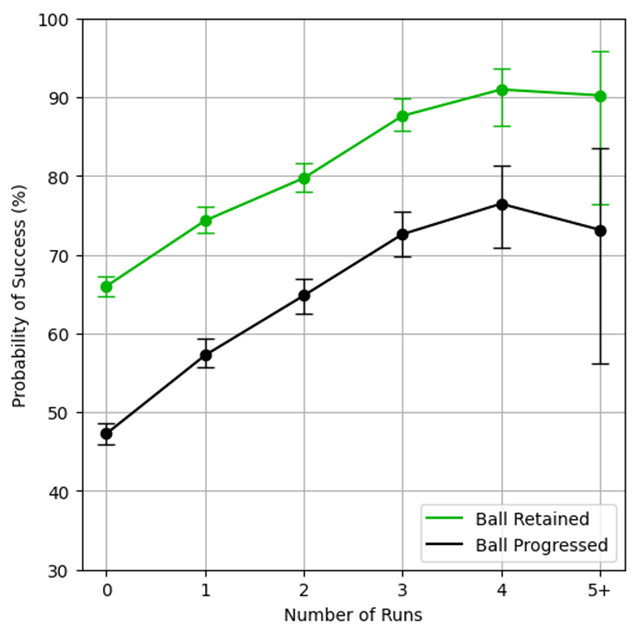 100
90
80
70
60
50
40
30
Probability of Success (%)
Ball Retained
Ball Progressed
0 1 2 3 4 5+
Number of Runs